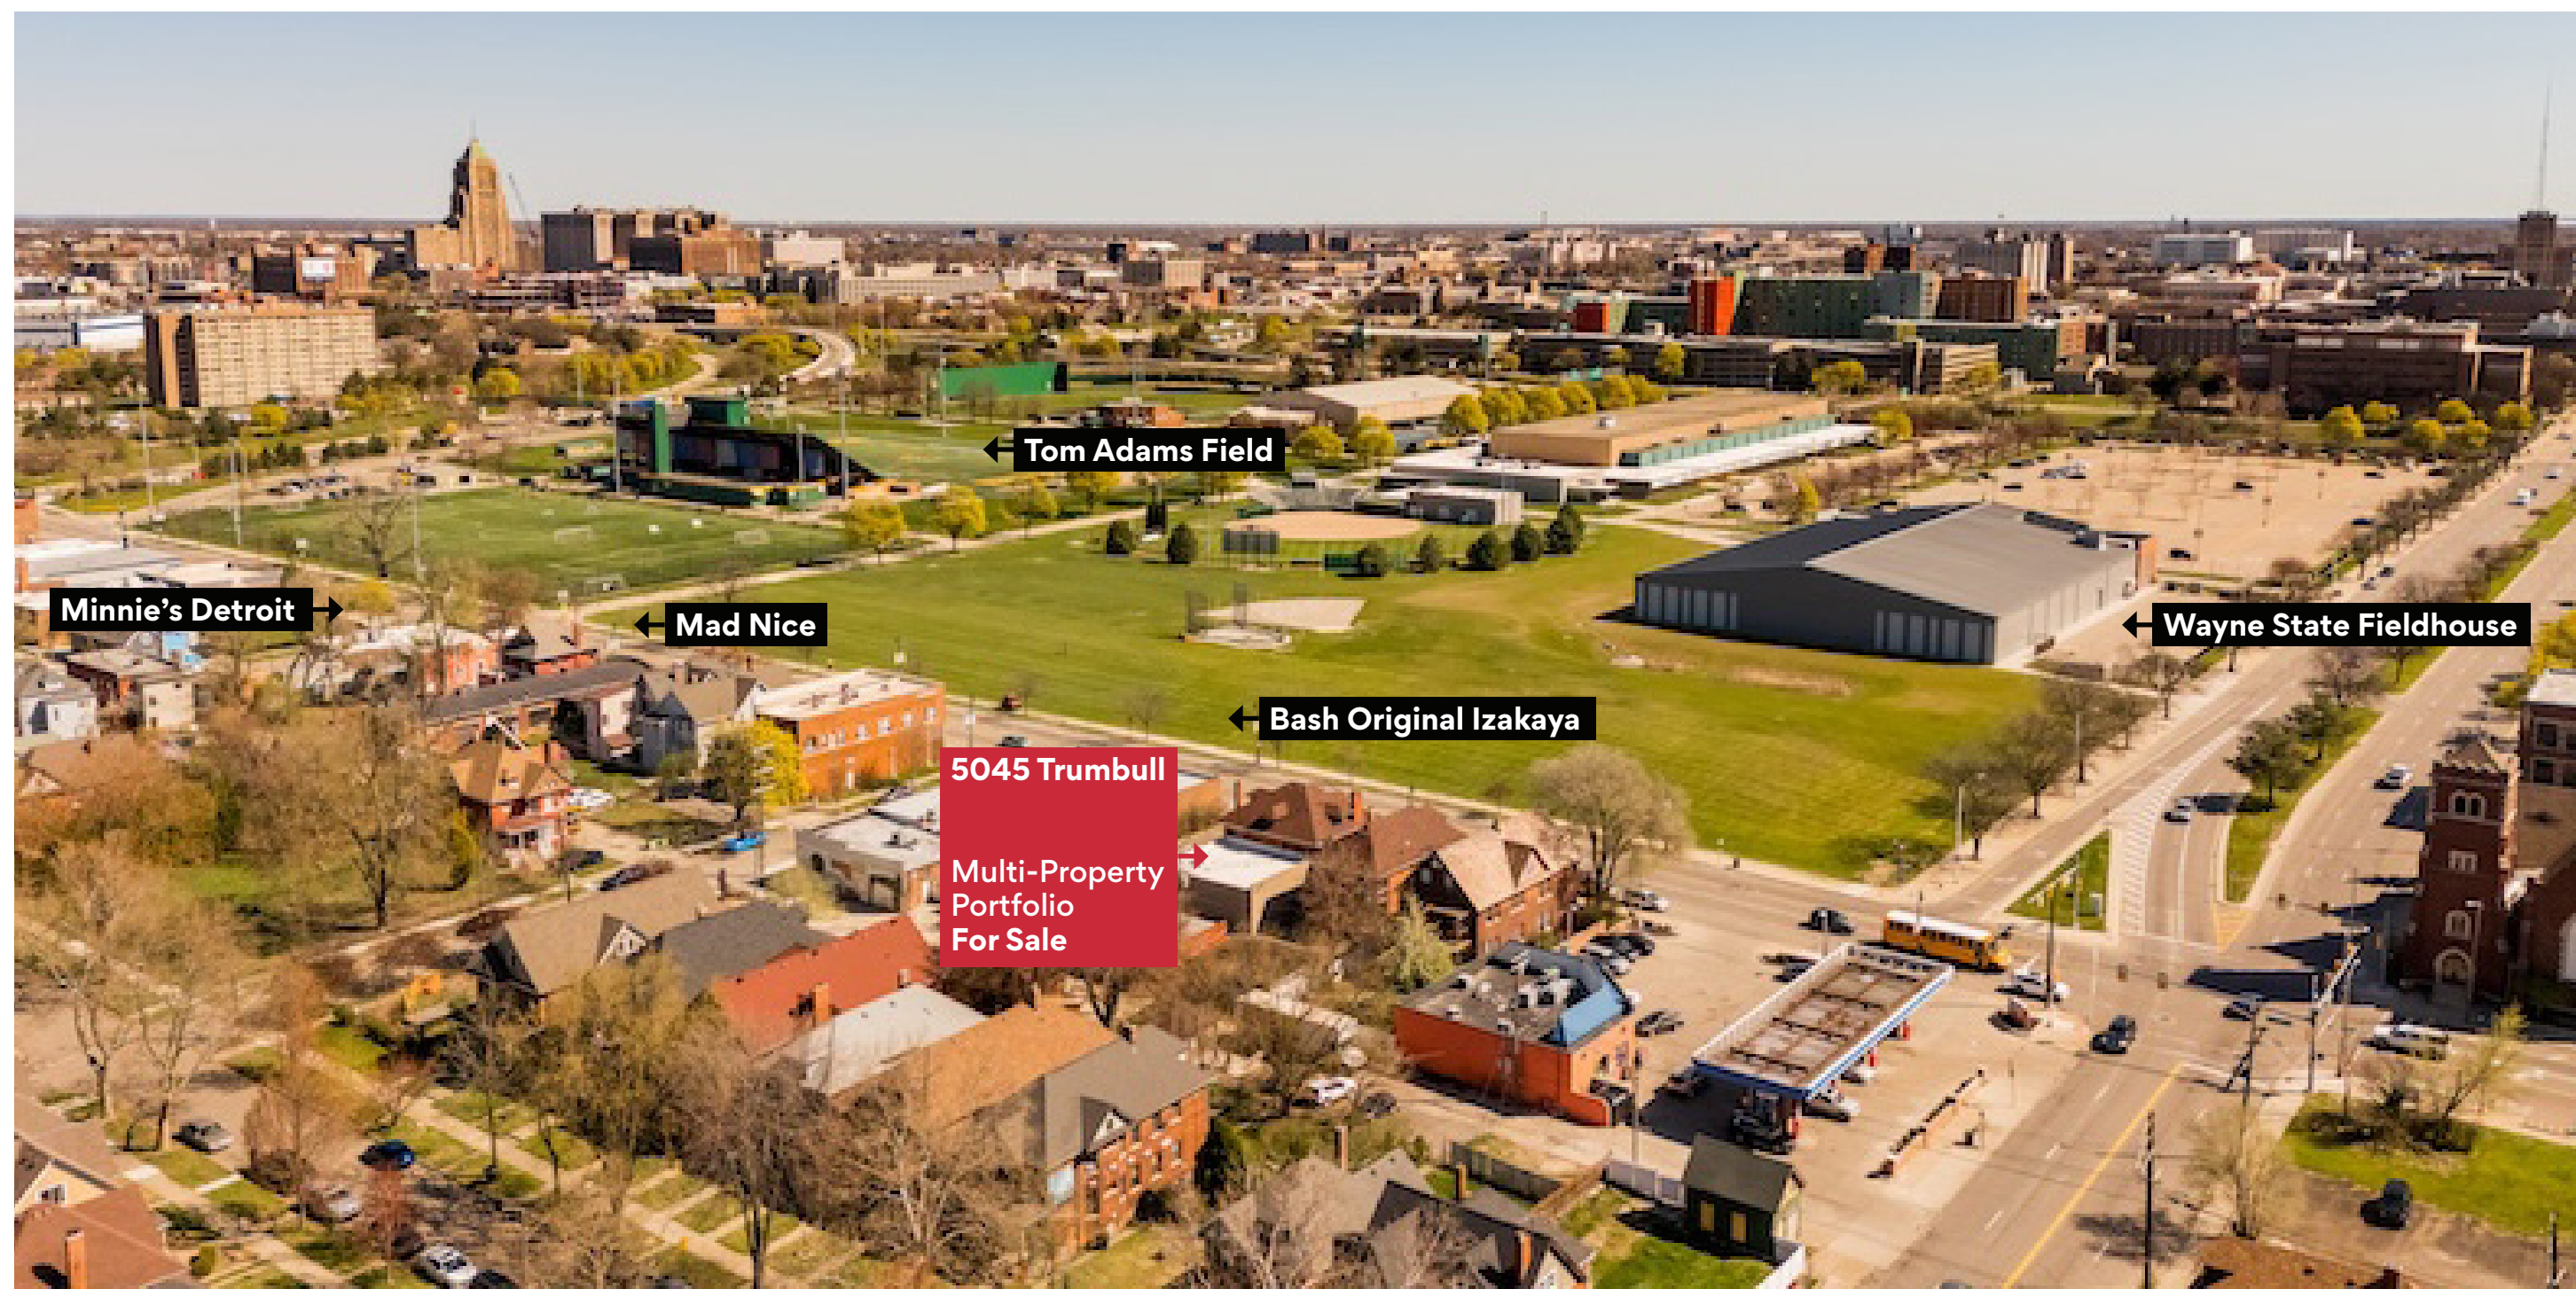 Tom Adams Field
Minnie’s Detroit
Mad Nice
Wayne State Fieldhouse
Bash Original Izakaya
5045 Trumbull
Multi-Property
Portfolio
For Sale